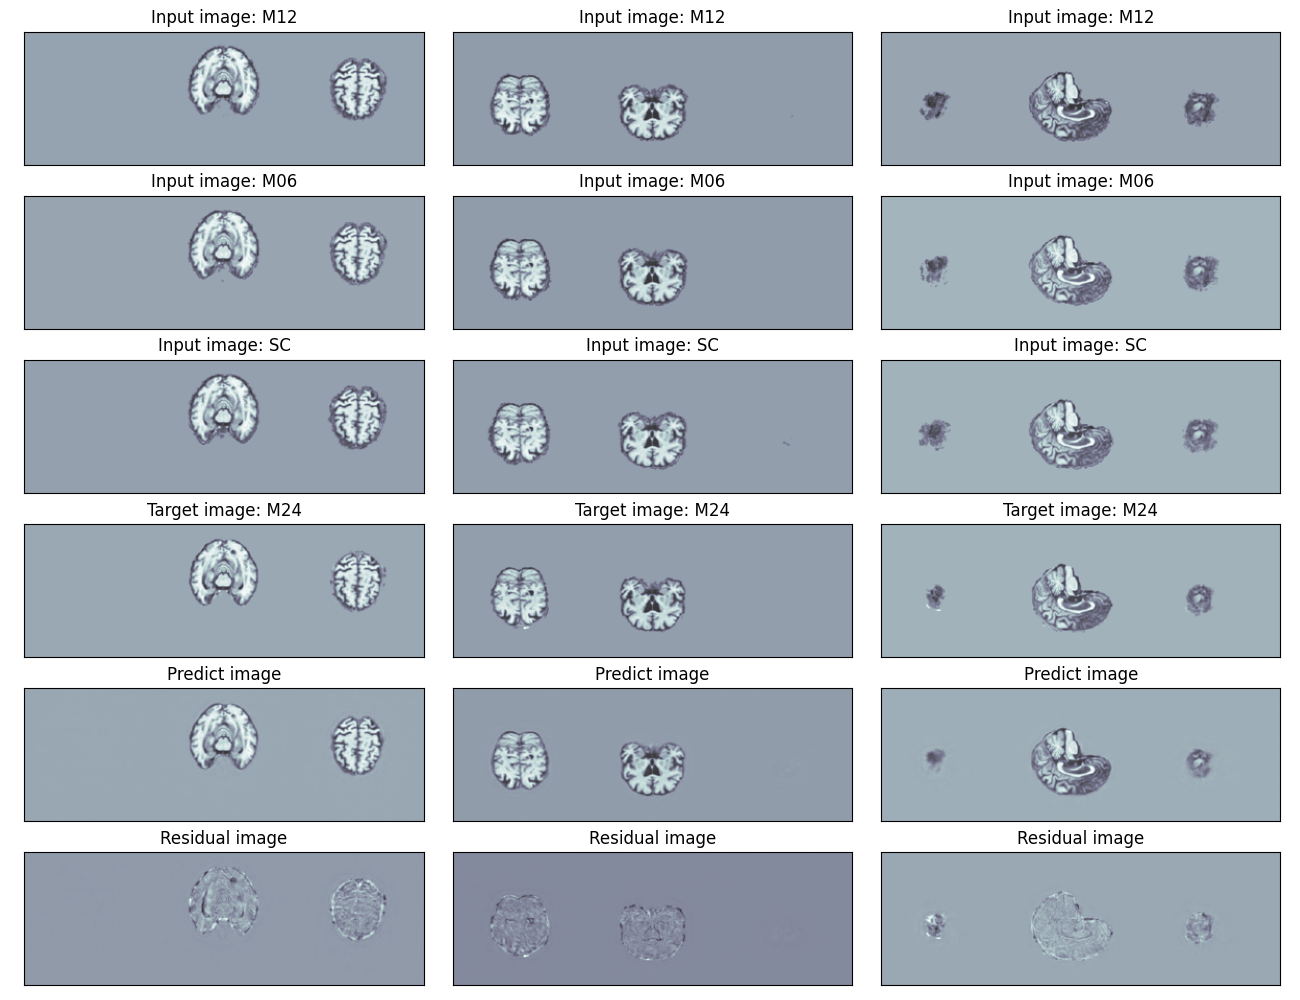 Input image: M12 Input image: M12 Input image: M12
Input image: M06 Input image: M06 Input image: M06
Input image: SC Input image: SC Input image: SC
Target image: M24 Target image: M24 Target image: M24
Predict image Predict image Predict image
Residual image Residual image Residual image